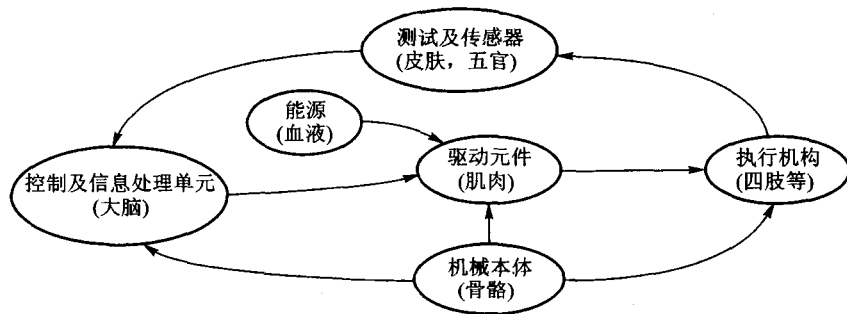 测试及传感器
(皮肤，五官)
能源
(血液)
控制及信息处理单元
(大脑)
驱动元件
(肌肉)
执行机构
(四肢等)
机械本体
(骨骼)